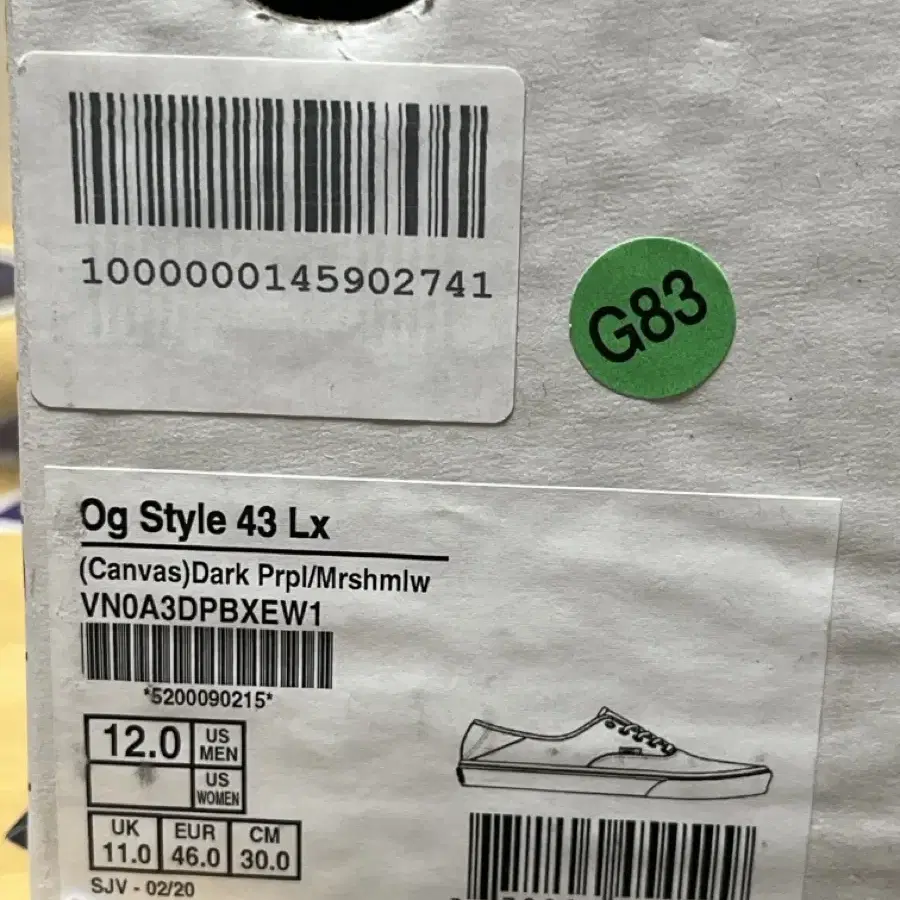 1000000145902741
G83
Og Style 43 Lx
(Canvas)Dark Prpl/Mrshmlw
VN0A3DPBXEW1
*5200090215*
12.0 US MEN
US WOMEN
UK EUR CM
11.0 46.0 30.0
SJV - 02/20